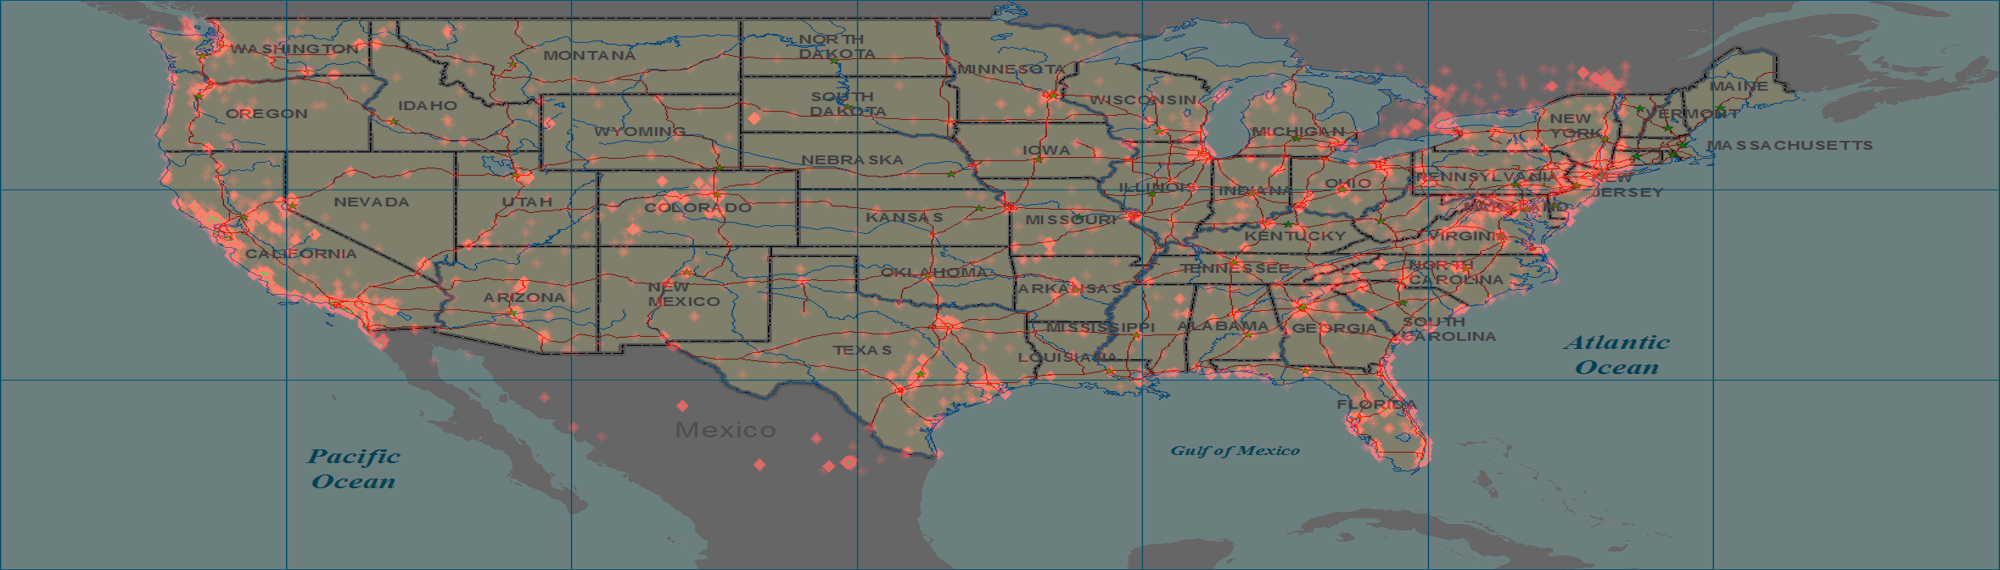 WASHINGTON
MONTANA
NORTH
DAKOTA
MINNESOTA
MAINE
OREGON
IDAHO
SOUTH
DAKOTA
WISCONSIN
VERMONT
WYOMING
MICHIGAN
NEW
YORK
MASSACHUSETTS
NEBRASKA
IOWA
NEVADA
UTAH
COLORADO
ILLINOIS
INDIANA
OHIO
PENNSYLVANIA
NEW
JERSEY
KANSAS
MISSOURI
MARYLAND
CALIFORNIA
KENTUCKY
VIRGINIA
ARIZONA
NEW
MEXICO
OKLAHOMA
ARKANSAS
TENNESSEE
NORTH
CAROLINA
TEXAS
LOUISIANA
MISSISSIPPI
ALABAMA
GEORGIA
SOUTH
CAROLINA
Atlantic
Ocean
FLORIDA
Mexico
Pacific
Ocean
Gulf of Mexico